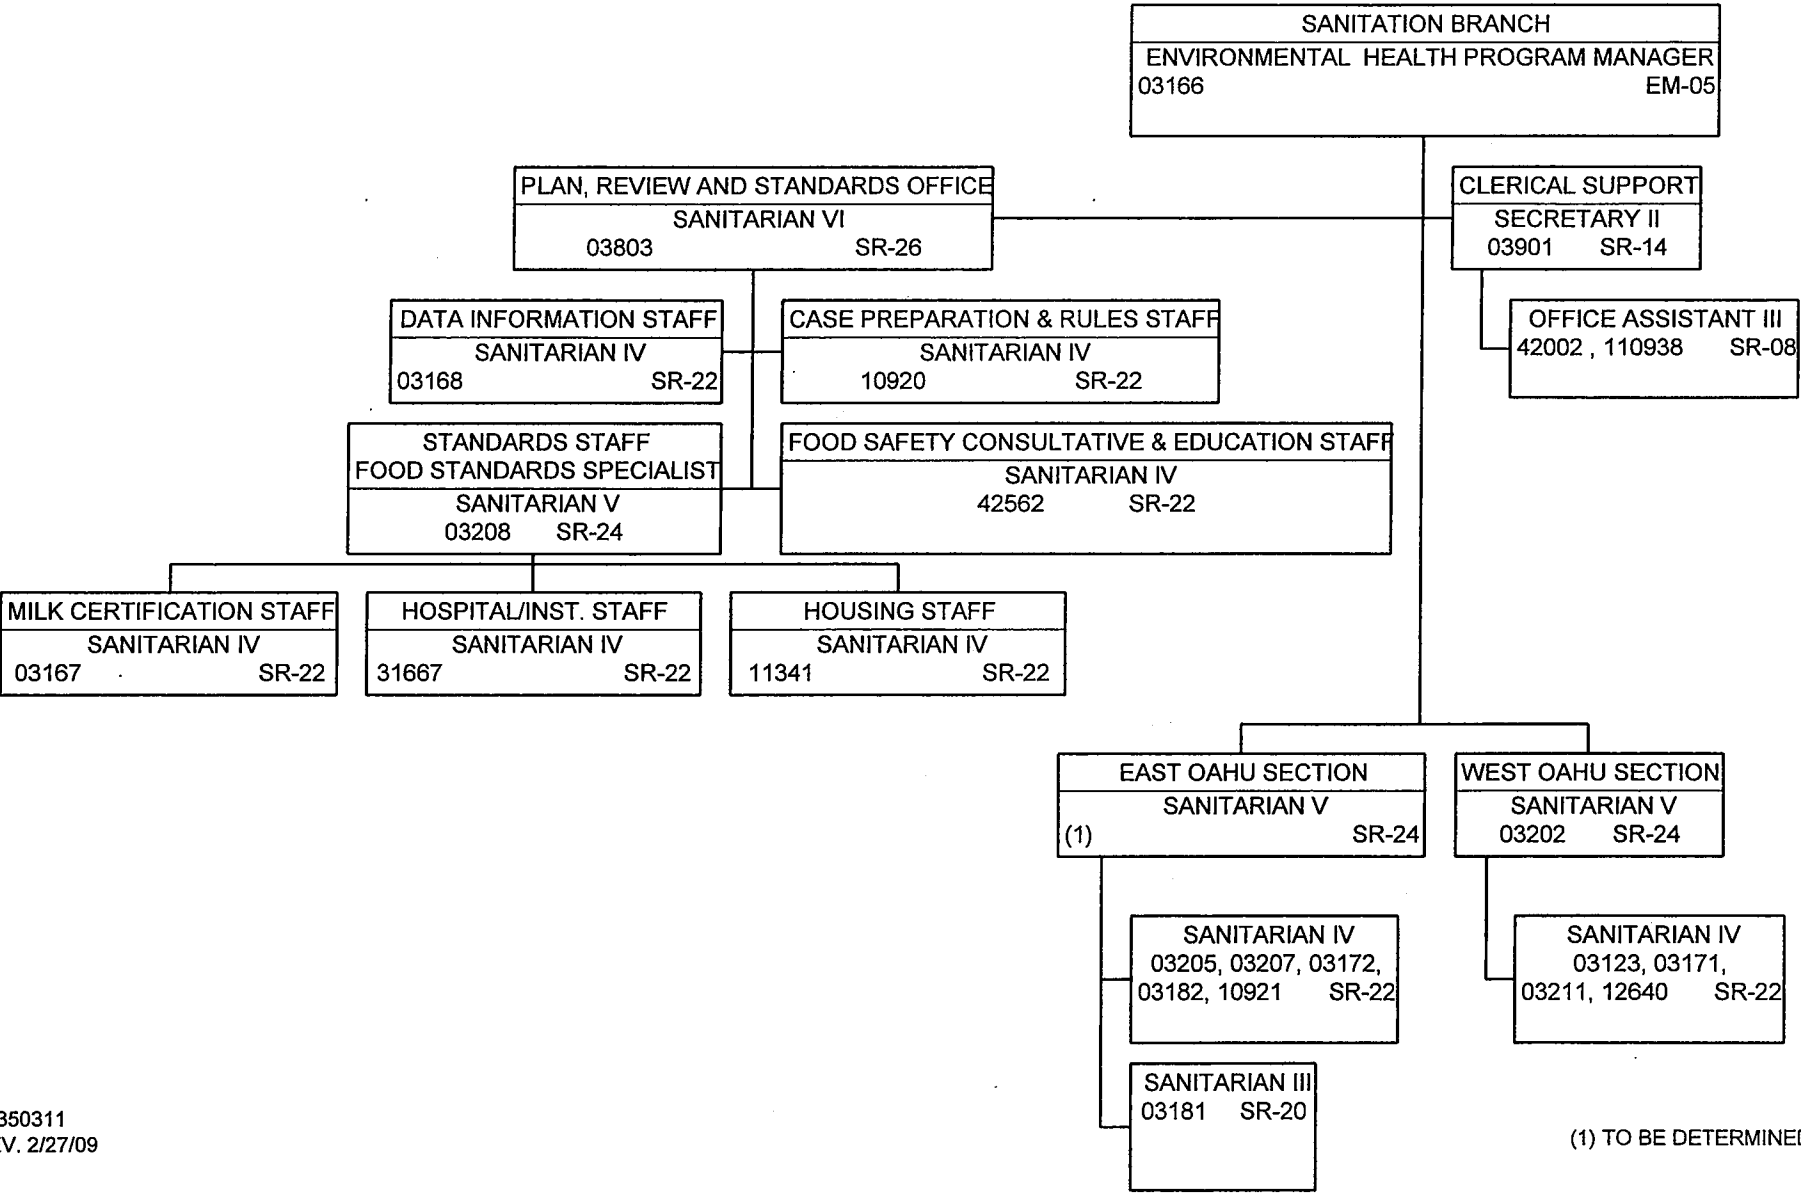 SANITATION BRANCH
ENVIRONMENTAL HEALTH PROGRAM MANAGER
03166 EM-05
PLAN, REVIEW AND STANDARDS OFFICE
SANITARIAN VI
03803 SR-26
CLERICAL SUPPORT
SECRETARY II
03901 SR-14
OFFICE ASSISTANT III
42002 , 110938 SR-08
DATA INFORMATION STAFF
SANITARIAN IV
03168 SR-22
CASE PREPARATION & RULES STAFF
SANITARIAN IV
10920 SR-22
STANDARDS STAFF
FOOD STANDARDS SPECIALIST
SANITARIAN V
03208 SR-24
FOOD SAFETY CONSULTATIVE & EDUCATION STAFF
SANITARIAN IV
42562 SR-22
MILK CERTIFICATION STAFF
SANITARIAN IV
03167 SR-22
HOSPITAL/INST. STAFF
SANITARIAN IV
31667 SR-22
HOUSING STAFF
SANITARIAN IV
11341 SR-22
EAST OAHU SECTION
SANITARIAN V
(1) SR-24
WEST OAHU SECTION
SANITARIAN V
03202 SR-24
SANITARIAN IV
03205, 03207, 03172,
03182, 10921 SR-22
SANITARIAN IV
03123, 03171,
03211, 12640 SR-22
SANITARIAN III
03181 SR-20
350311
V. 2/27/09
(1) TO BE DETERMINED